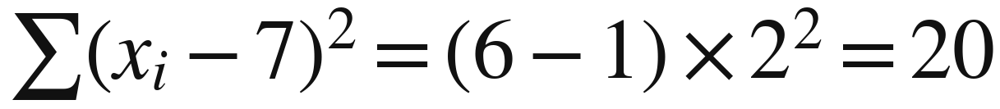 ∑(xᵢ − 7)² = (6 − 1) × 2² = 20